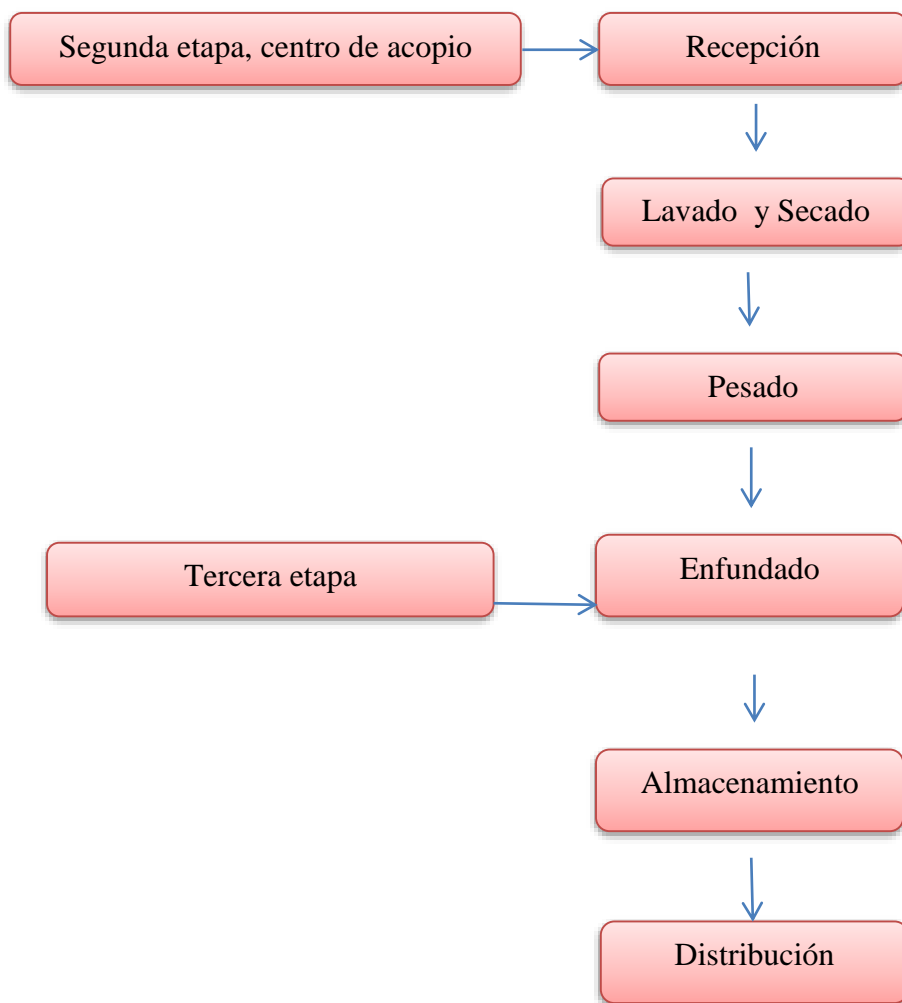 Segunda etapa, centro de acopio
Recepción
Lavado y Secado
Pesado
Tercera etapa
Enfundado
Almacenamiento
Distribución